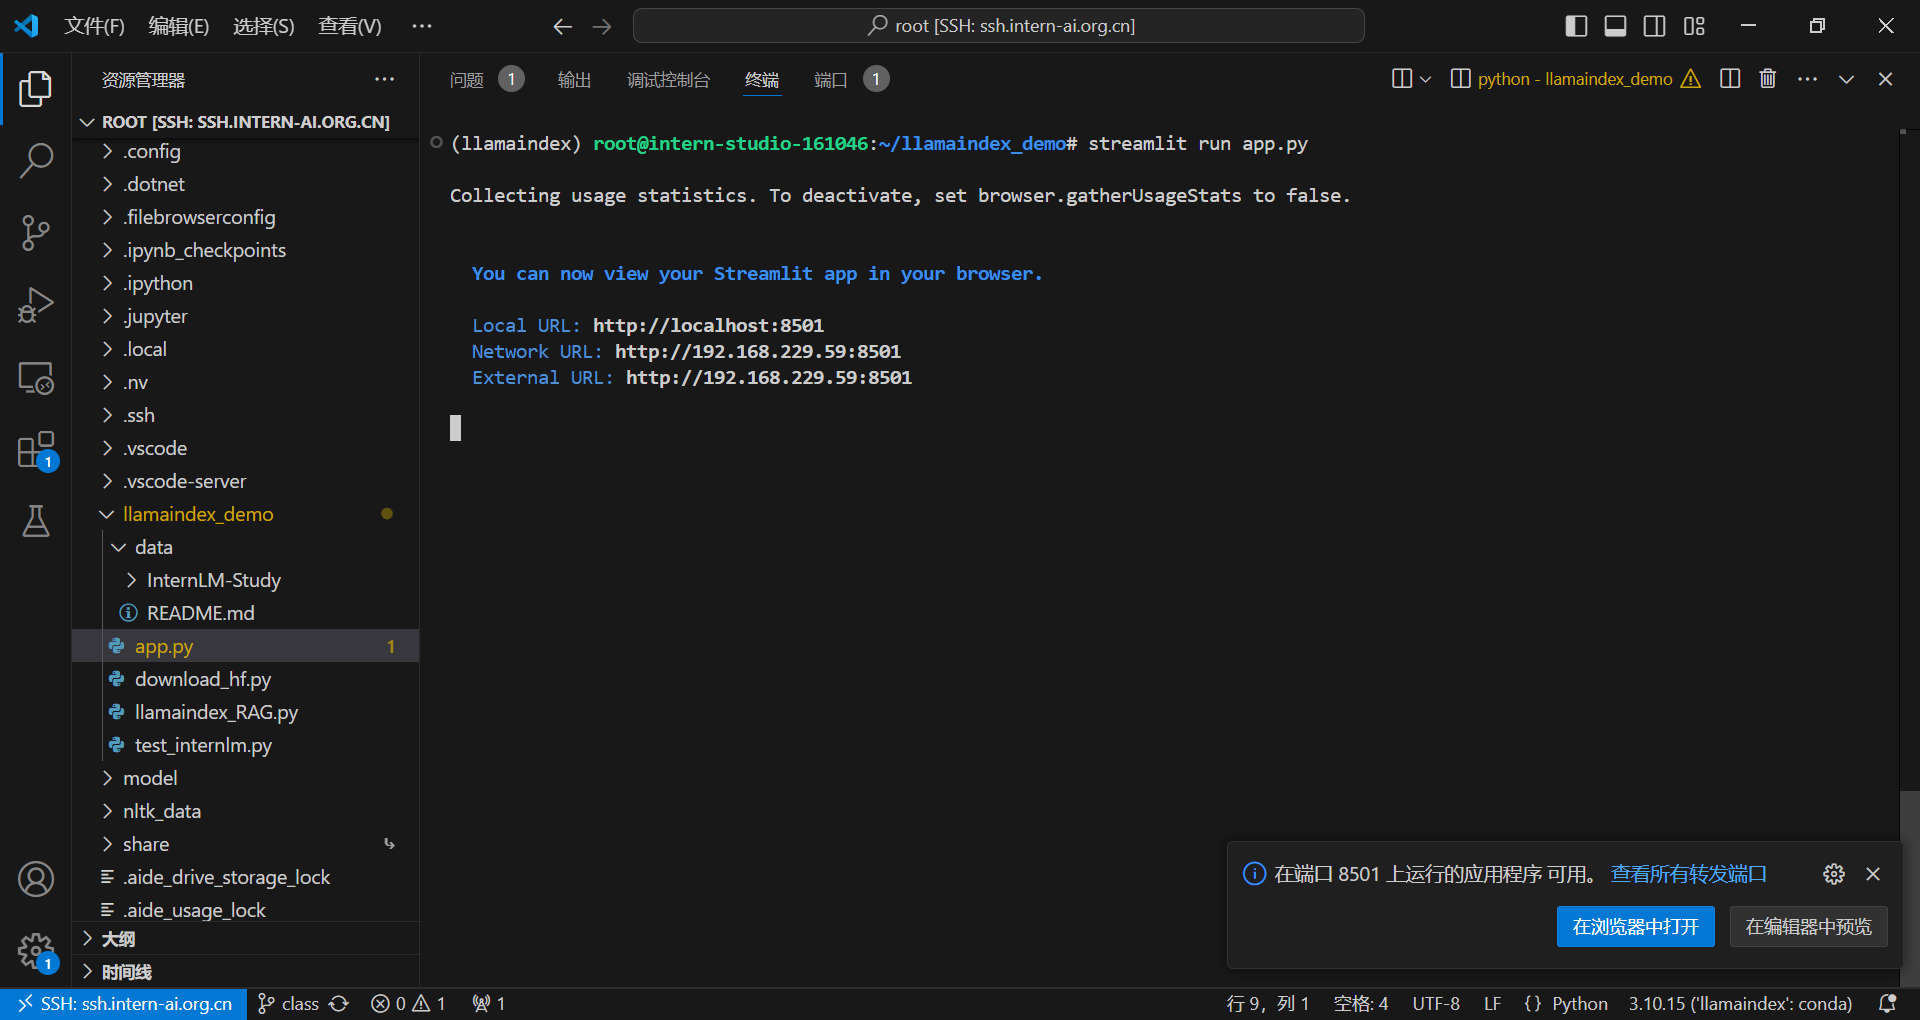 文件(F) 编辑(E) 选择(S) 查看(V) ··· root [SSH: ssh.intern-ai.org.cn]
资源管理器 ···
ROOT [SSH: SSH.INTERN-AI.ORG.CN]
.config
.dotnet
.filebrowserconfig
.ipynb_checkpoints
.ipython
.jupyter
.local
.nv
.ssh
.vscode
.vscode-server
llamaindex_demo
data
InternLM-Study
README.md
app.py 1
download_hf.py
llamaindex_RAG.py
test_internlm.py
model
nltk_data
share
.aide_drive_storage_lock
.aide_usage_lock
大纲
时间线
1
1
问题 1 输出 调试控制台 终端 端口 1 python - llamaindex_demo ···
(llamaindex) root@intern-studio-161046:~/llamaindex_demo# streamlit run app.py
Collecting usage statistics. To deactivate, set browser.gatherUsageStats to false.
You can now view your Streamlit app in your browser.
Local URL: http://localhost:8501
Network URL: http://192.168.229.59:8501
External URL: http://192.168.229.59:8501
在端口 8501 上运行的应用程序 可用。 查看所有转发端口
在浏览器中打开 在编辑器中预览
SSH: ssh.intern-ai.org.cn class 0 1 1 行 9，列 1 空格: 4 UTF-8 LF {} Python 3.10.15 ('llamaindex': conda)